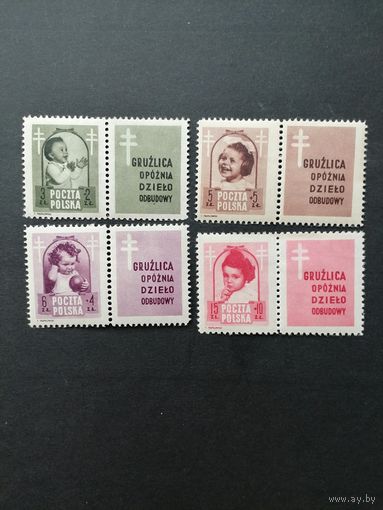 3 ZŁ. +2 ZŁ.
POCZTA
POLSKA
GRUŹLICA
OPÓŹNIA
DZIEŁO
ODBUDOWY
5 ZŁ. +5 ZŁ.
POCZTA
POLSKA
GRUŹLICA
OPÓŹNIA
DZIEŁO
ODBUDOWY
6 ZŁ. +4 ZŁ.
POCZTA
POLSKA
GRUŹLICA
OPÓŹNIA
DZIEŁO
ODBUDOWY
15 ZŁ. +10 ZŁ.
POCZTA
POLSKA
GRUŹLICA
OPÓŹNIA
DZIEŁO
ODBUDOWY
www.ay.by